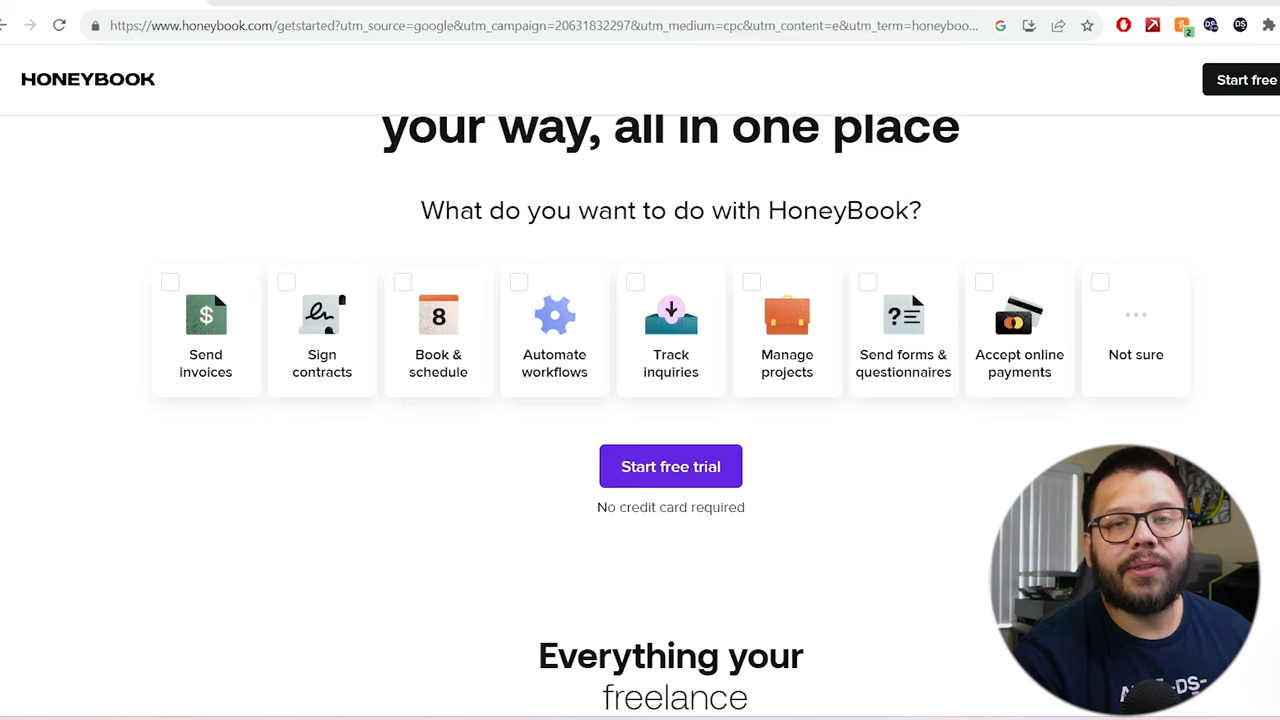 https://www.honeybook.com/getstarted?utm_source=google&utm_campaign=20631832297&utm_medium=cpc&utm_content=e&utm_term=honeyboo...
2
DS
HONEYBOOK
Start free
your way, all in one place
What do you want to do with HoneyBook?
$
8
?
Send
invoices
Sign
contracts
Book &
schedule
Automate
workflows
Track
inquiries
Manage
projects
Send forms &
questionnaires
Accept online
payments
Not sure
Start free trial
No credit card required
Everything your
freelance